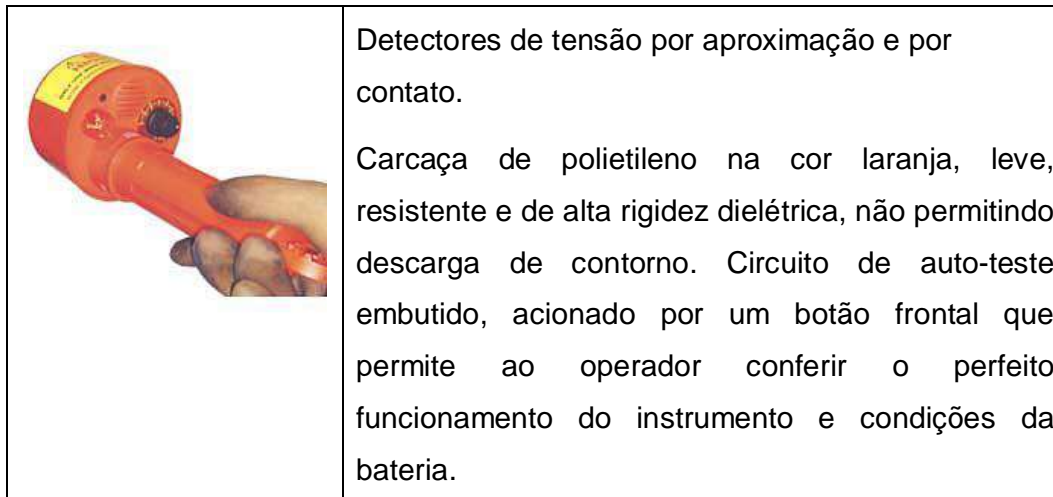 Detectores de tensão por aproximação e por
contato.
Carcaça de polietileno na cor laranja, leve,
resistente e de alta rigidez dielétrica, não permitindo
descarga de contorno. Circuito de auto-teste
embutido, acionado por um botão frontal que
permite ao operador conferir o perfeito
funcionamento do instrumento e condições da
bateria.